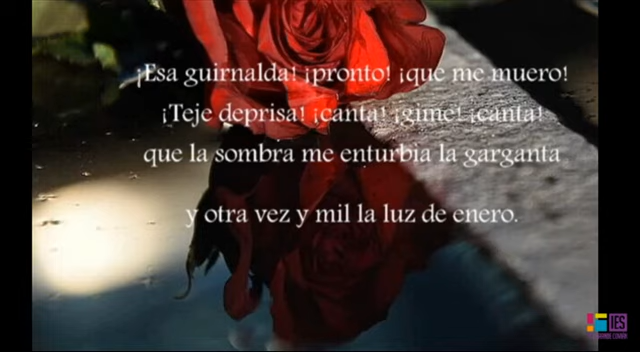 ¡Esa guirnalda! ¡pronto! ¡que me muero!
¡Teje deprisa! ¡canta! ¡gime! ¡canta!
que la sombra me enturbia la garganta
y otra vez y mil la luz de enero.
IES